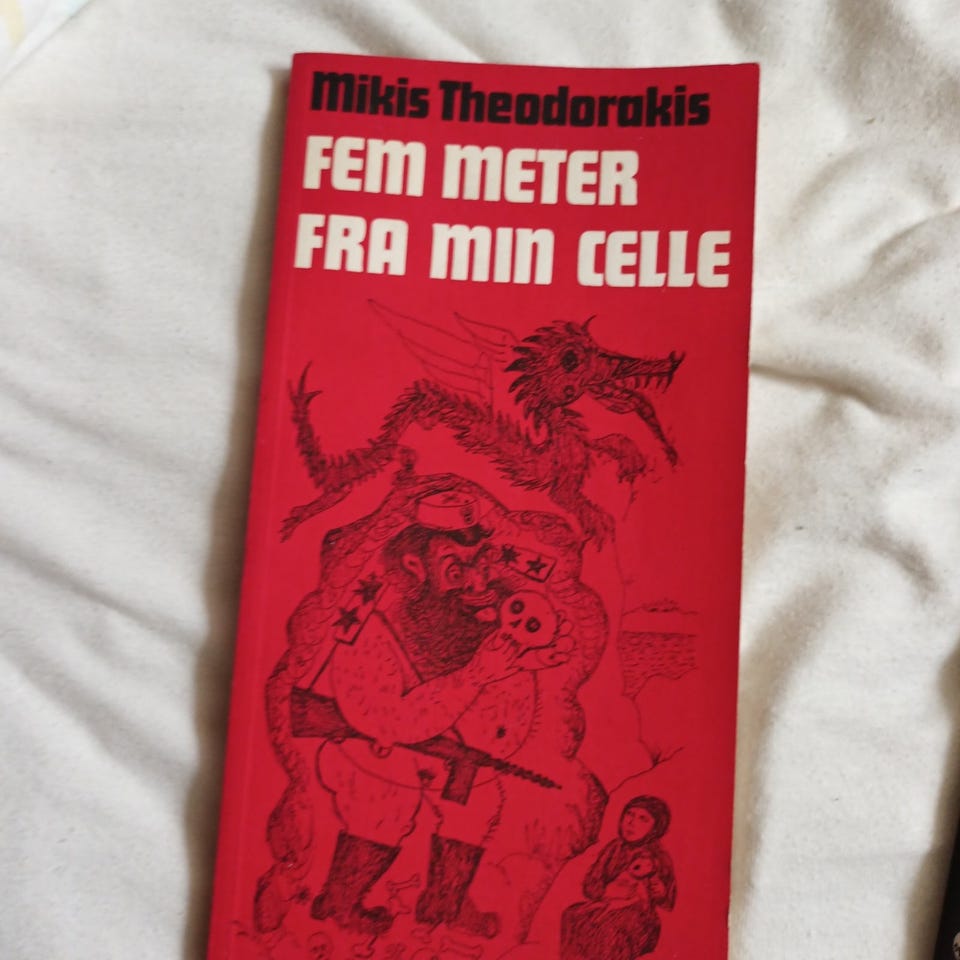 Mikis Theodorakis
FEM METER
FRA MIN CELLE